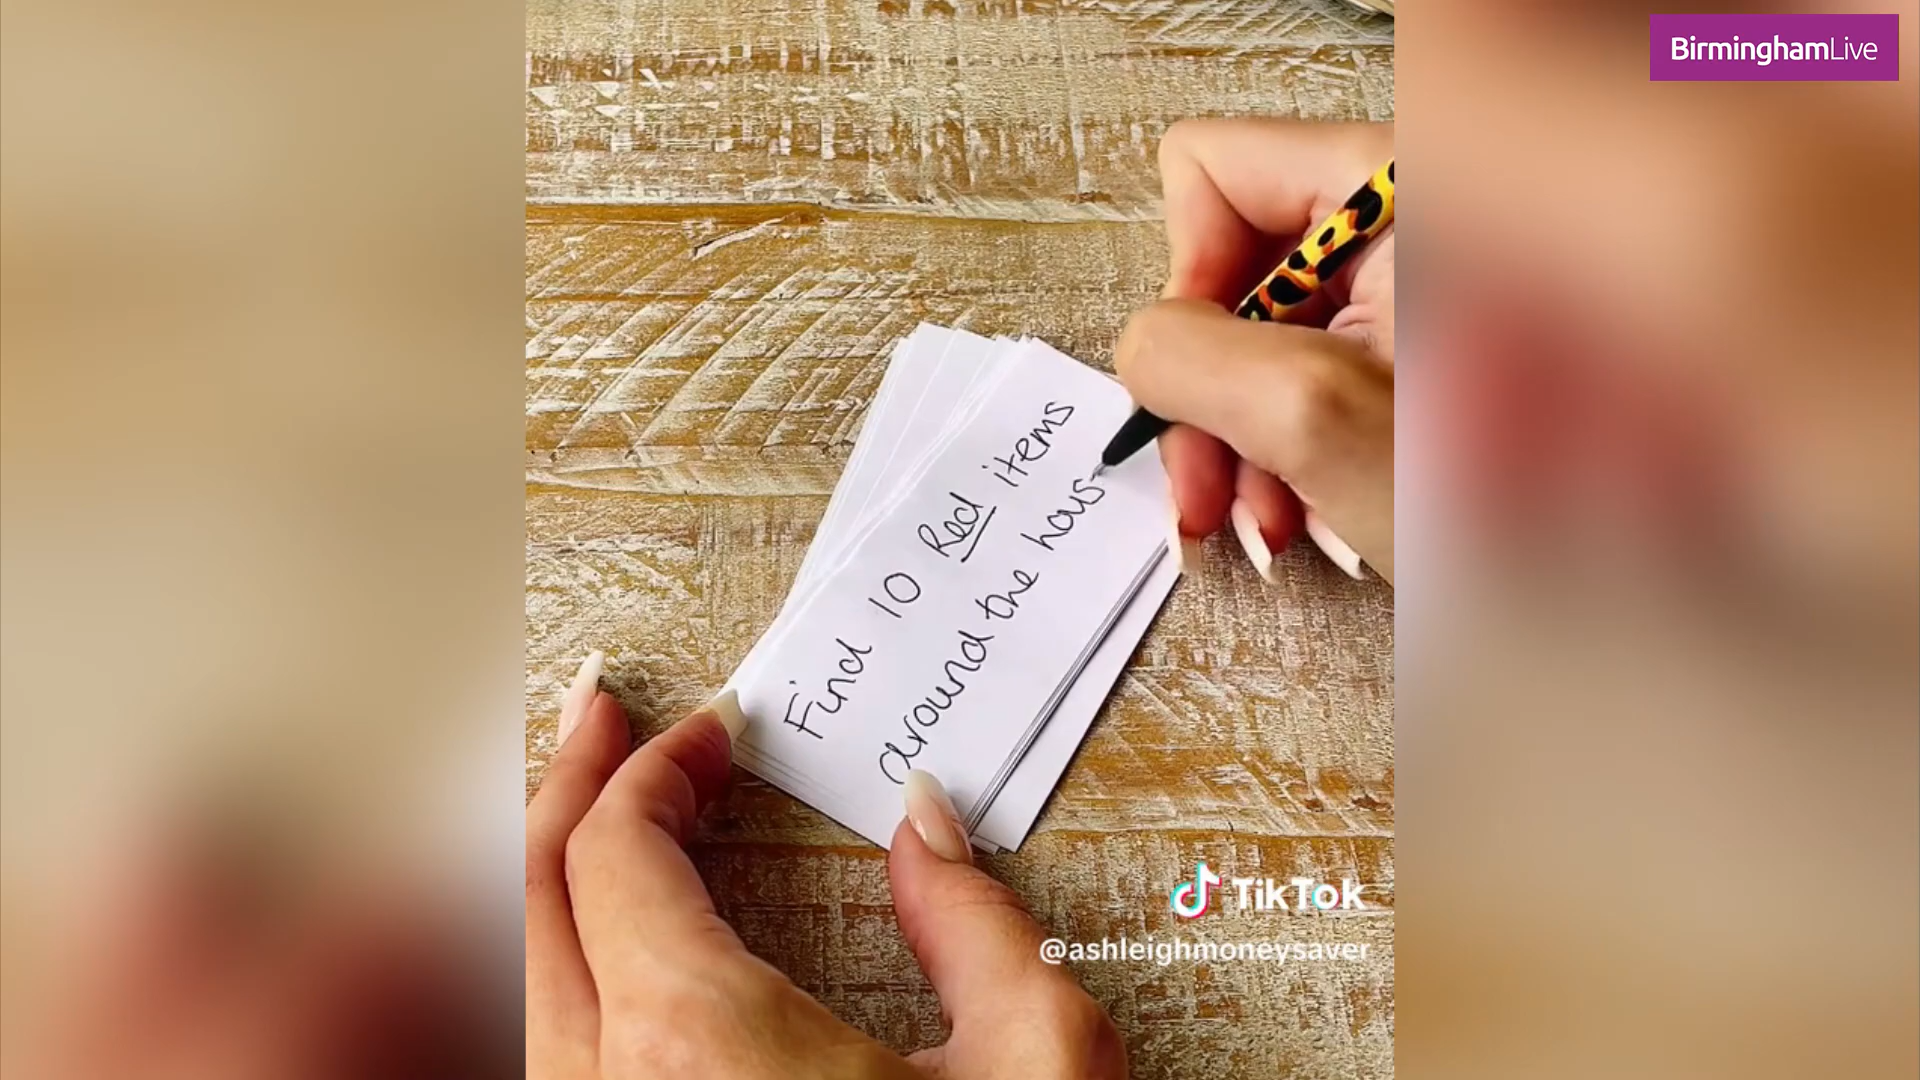 BirminghamLive
Find 10 Red items
around the hous
TikTok
@ashleighmoneysaver